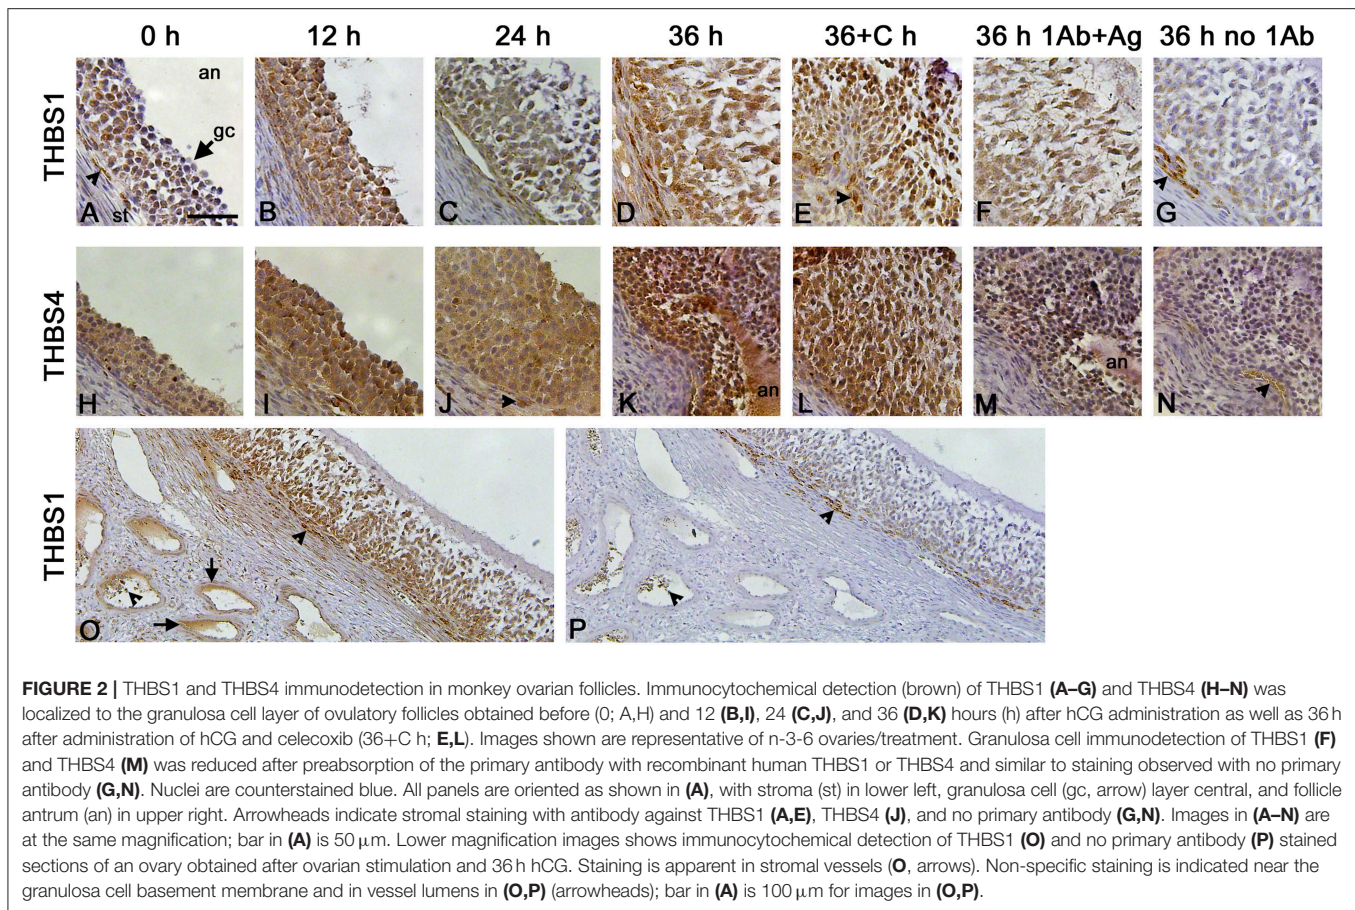 0 h 12 h 24 h 36 h 36+C h 36 h 1Ab+Ag 36 h no 1Ab
THBS1
an
gc
st
A B C D E F G
THBS4
an
an
H I J K L M N
THBS1
O P
FIGURE 2 | THBS1 and THBS4 immunodetection in monkey ovarian follicles. Immunocytochemical detection (brown) of THBS1 (A–G) and THBS4 (H–N) was
localized to the granulosa cell layer of ovulatory follicles obtained before (0; A,H) and 12 (B,I), 24 (C,J), and 36 (D,K) hours (h) after hCG administration as well as 36 h
after administration of hCG and celecoxib (36+C h; E,L). Images shown are representative of n-3-6 ovaries/treatment. Granulosa cell immunodetection of THBS1 (F)
and THBS4 (M) was reduced after preabsorption of the primary antibody with recombinant human THBS1 or THBS4 and similar to staining observed with no primary
antibody (G,N). Nuclei are counterstained blue. All panels are oriented as shown in (A), with stroma (st) in lower left, granulosa cell (gc, arrow) layer central, and follicle
antrum (an) in upper right. Arrowheads indicate stromal staining with antibody against THBS1 (A,E), THBS4 (J), and no primary antibody (G,N). Images in (A–N) are
at the same magnification; bar in (A) is 50 μm. Lower magnification images shows immunocytochemical detection of THBS1 (O) and no primary antibody (P) stained
sections of an ovary obtained after ovarian stimulation and 36 h hCG. Staining is apparent in stromal vessels (O, arrows). Non-specific staining is indicated near the
granulosa cell basement membrane and in vessel lumens in (O,P) (arrowheads); bar in (A) is 100 μm for images in (O,P).